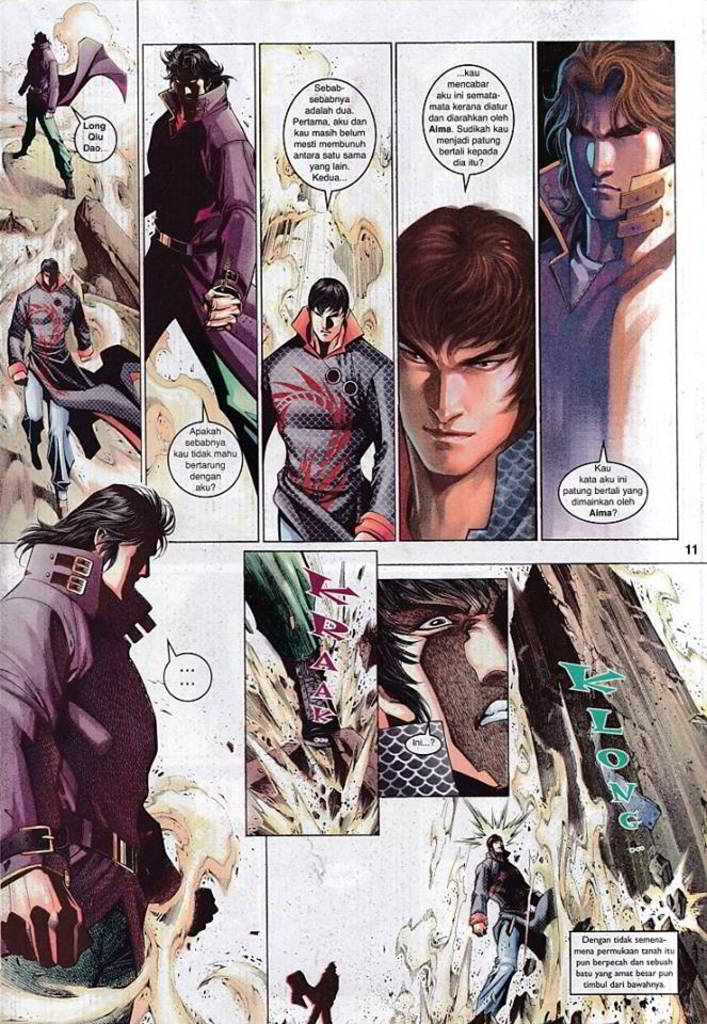 Long
Qiu
Dao...
Apakah
sebabnya
kau tidak mahu
bertarung
dengan
aku?
Sebab-
sebabnya
adalah dua.
Pertama, aku dan
kau masih belum
mesti membunuh
antara satu sama
yang lain.
Kedua...
...kau
mencabar
aku ini semata-
mata kerana diatur
dan diarahkan oleh
Aima. Sudikah kau
menjadi patung
bertali kepada
dia itu?
Kau
kata aku ini
patung bertali yang
dimainkan oleh
Aima?
11
...
...
KRAAK
Ini...?
KLONG...
Dengan tidak semena-
mena permukaan tanah itu
pun berpecah dan sebuah
batu yang amat besar pun
timbul dari bawahnya.